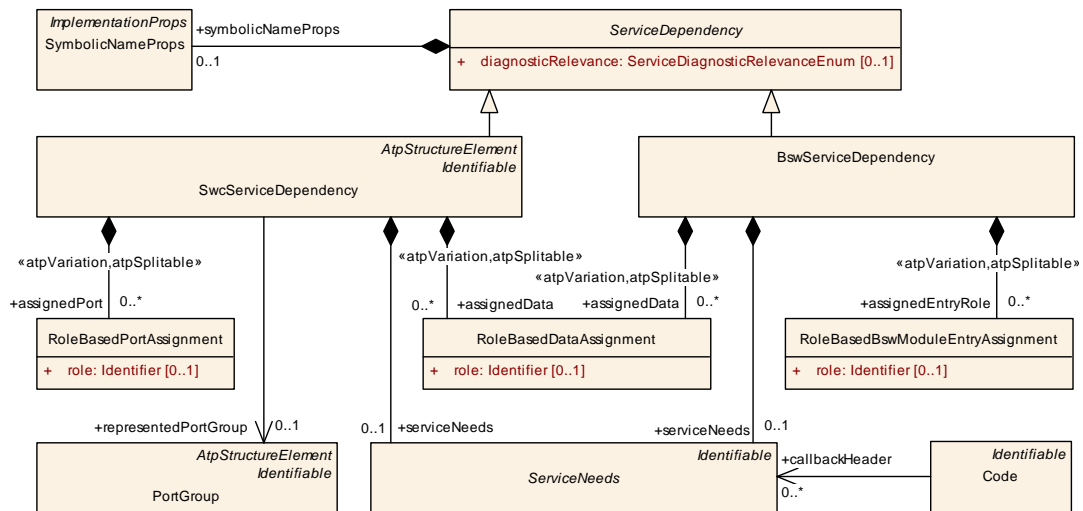 ImplementationProps
SymbolicNameProps
+symbolicNameProps
0..1
ServiceDependency
+ diagnosticRelevance: ServiceDiagnosticRelevanceEnum [0..1]
AtpStructureElement
Identifiable
SwcServiceDependency
BswServiceDependency
«atpVariation,atpSplitable»
«atpVariation,atpSplitable»
«atpVariation,atpSplitable»
«atpVariation,atpSplitable»
+assignedPort 0..*
0..* +assignedData
+assignedData 0..*
+assignedEntryRole 0..*
RoleBasedPortAssignment
+ role: Identifier [0..1]
RoleBasedDataAssignment
+ role: Identifier [0..1]
RoleBasedBswModuleEntryAssignment
+ role: Identifier [0..1]
+representedPortGroup 0..1
0..1 +serviceNeeds
+serviceNeeds 0..1
AtpStructureElement
Identifiable
PortGroup
Identifiable
ServiceNeeds
+callbackHeader
0..*
Identifiable
Code